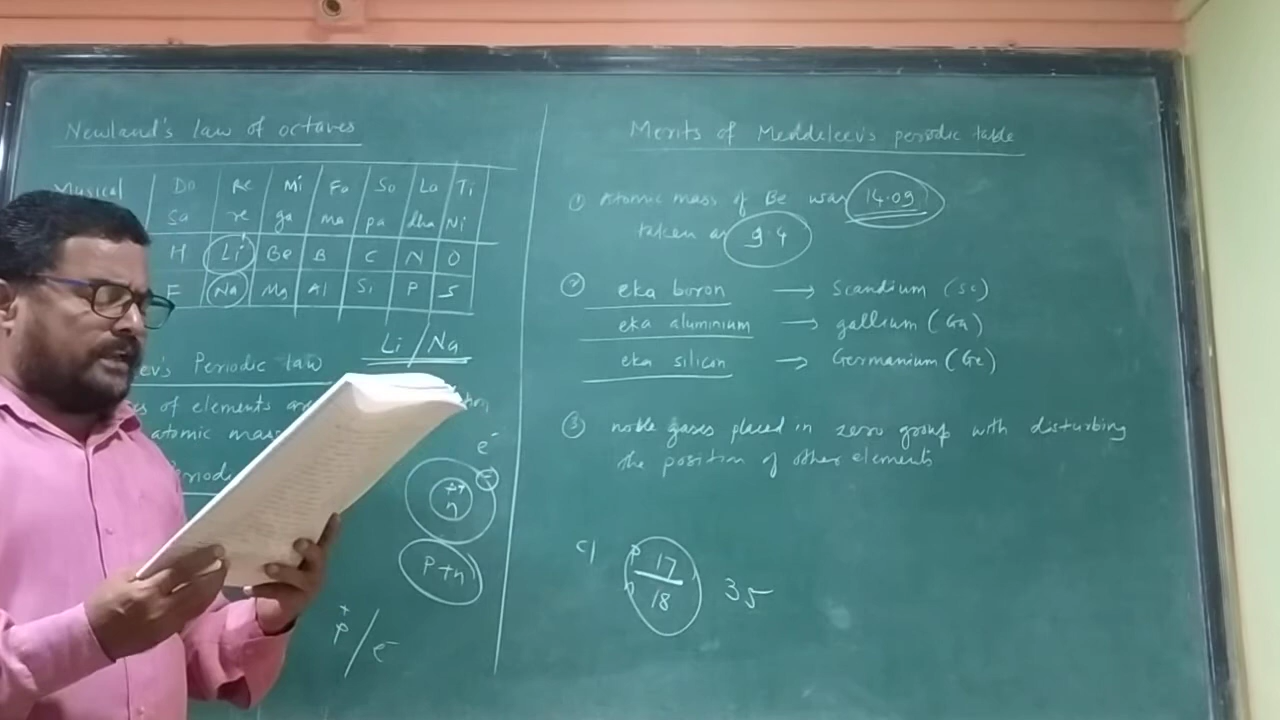 Newland's law of octaves
Musical Do Re Mi Fa So La Ti
Sa re ga ma pa dha Ni
H Li Be B C N O
F Na Mg Al Si P S
Li / Na
ev's Periodic law
es of elements are
atomic mass
e-
++
n
P+n
+
p / e-
Merits of Mendeleev's periodic table
① Atomic mass of Be was 14.09
taken as 9.4
② eka boron → Scandium (Sc)
eka aluminium → gallium (Ga)
eka silicon → Germanium (Ge)
③ noble gases placed in zero group with disturbing
the position of other elements
Cl p 17
n 18 35